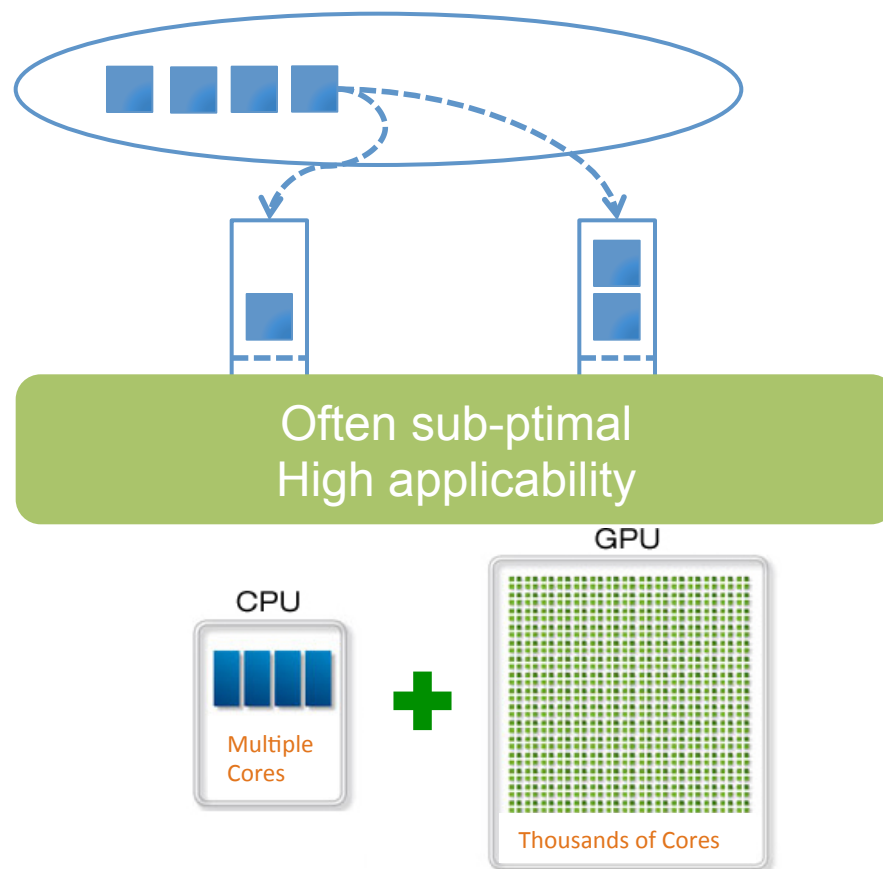 Often sub-ptimal
High applicability
GPU
CPU
Multiple
Cores
Thousands of Cores